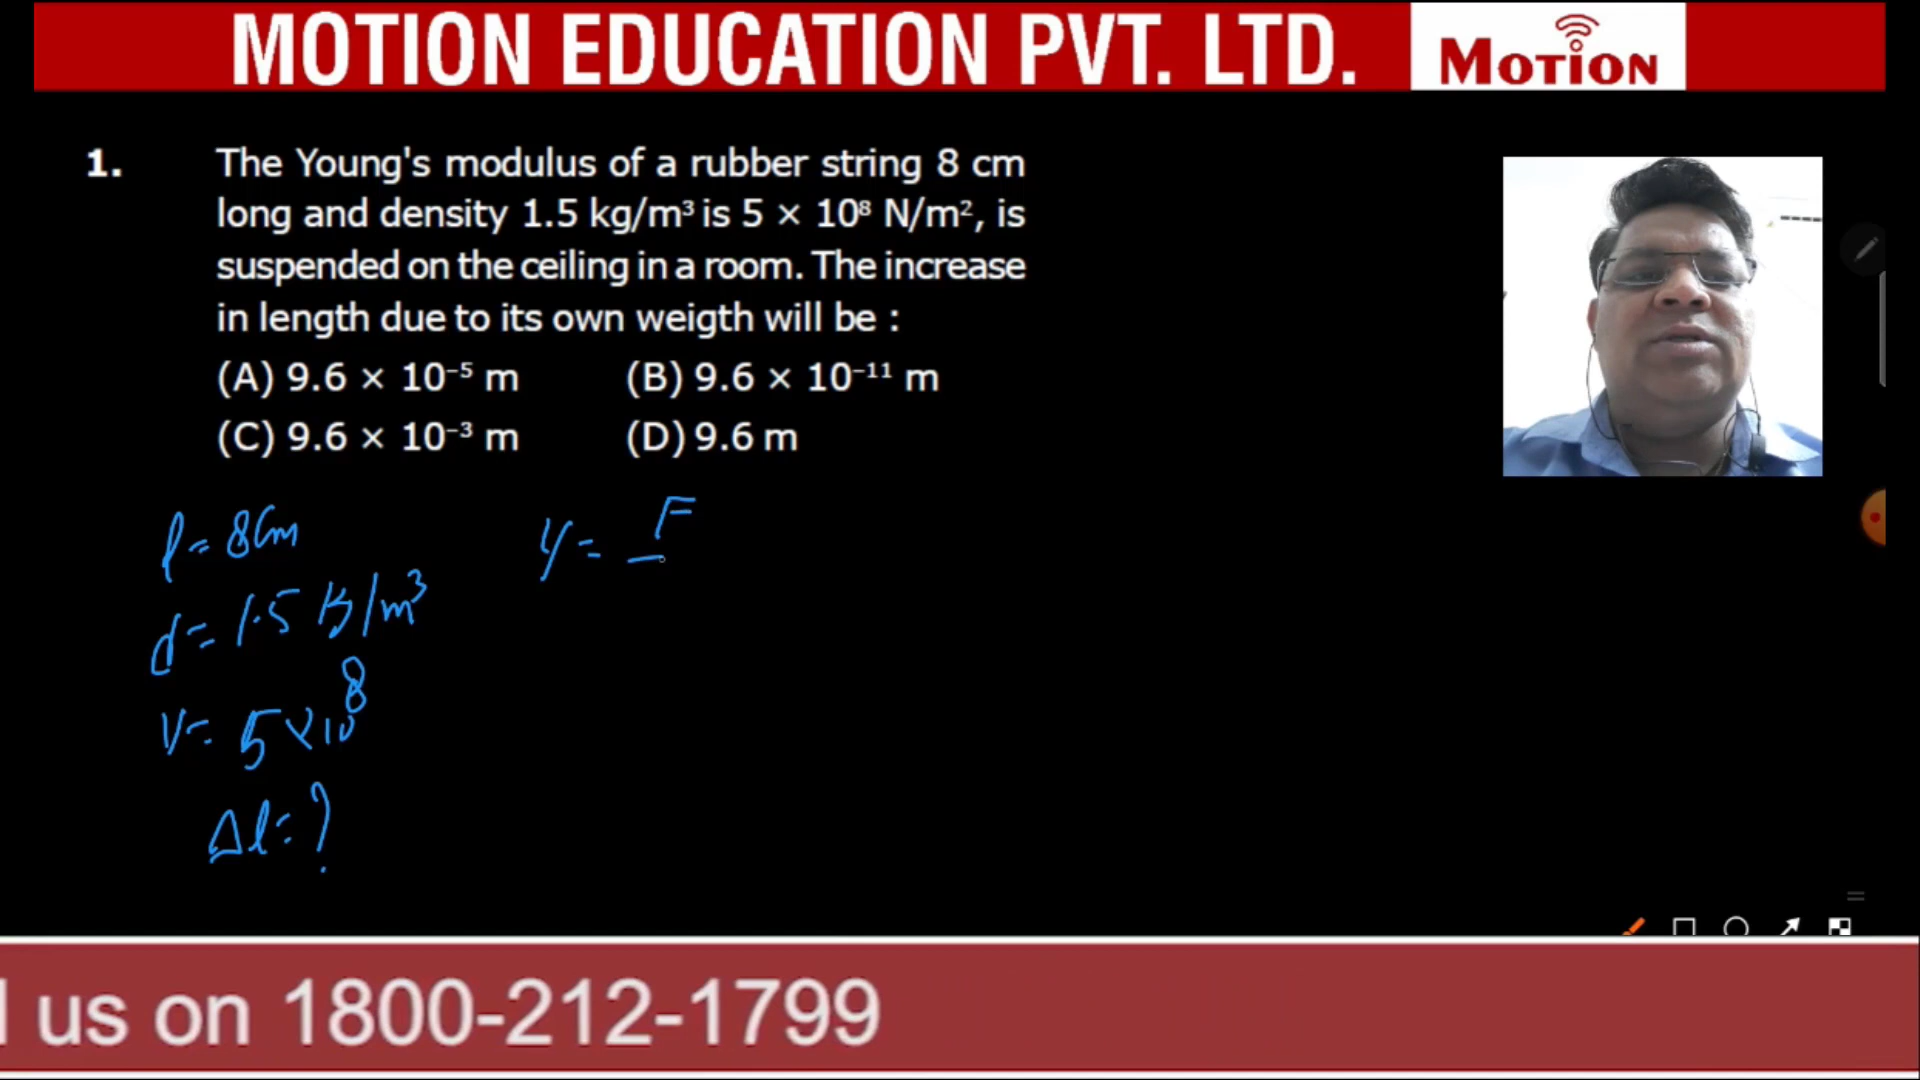 MOTION EDUCATION PVT. LTD.
MOTION
1. The Young's modulus of a rubber string 8 cm
long and density 1.5 kg/m³ is 5 × 10⁸ N/m², is
suspended on the ceiling in a room. The increase
in length due to its own weigth will be :
(A) 9.6 × 10⁻⁵ m (B) 9.6 × 10⁻¹¹ m
(C) 9.6 × 10⁻³ m (D) 9.6 m
l = 8cm
d = 1.5 kg/m³
Y = 5 × 10⁸
Δl = ?
Y = F
us on 1800-212-1799